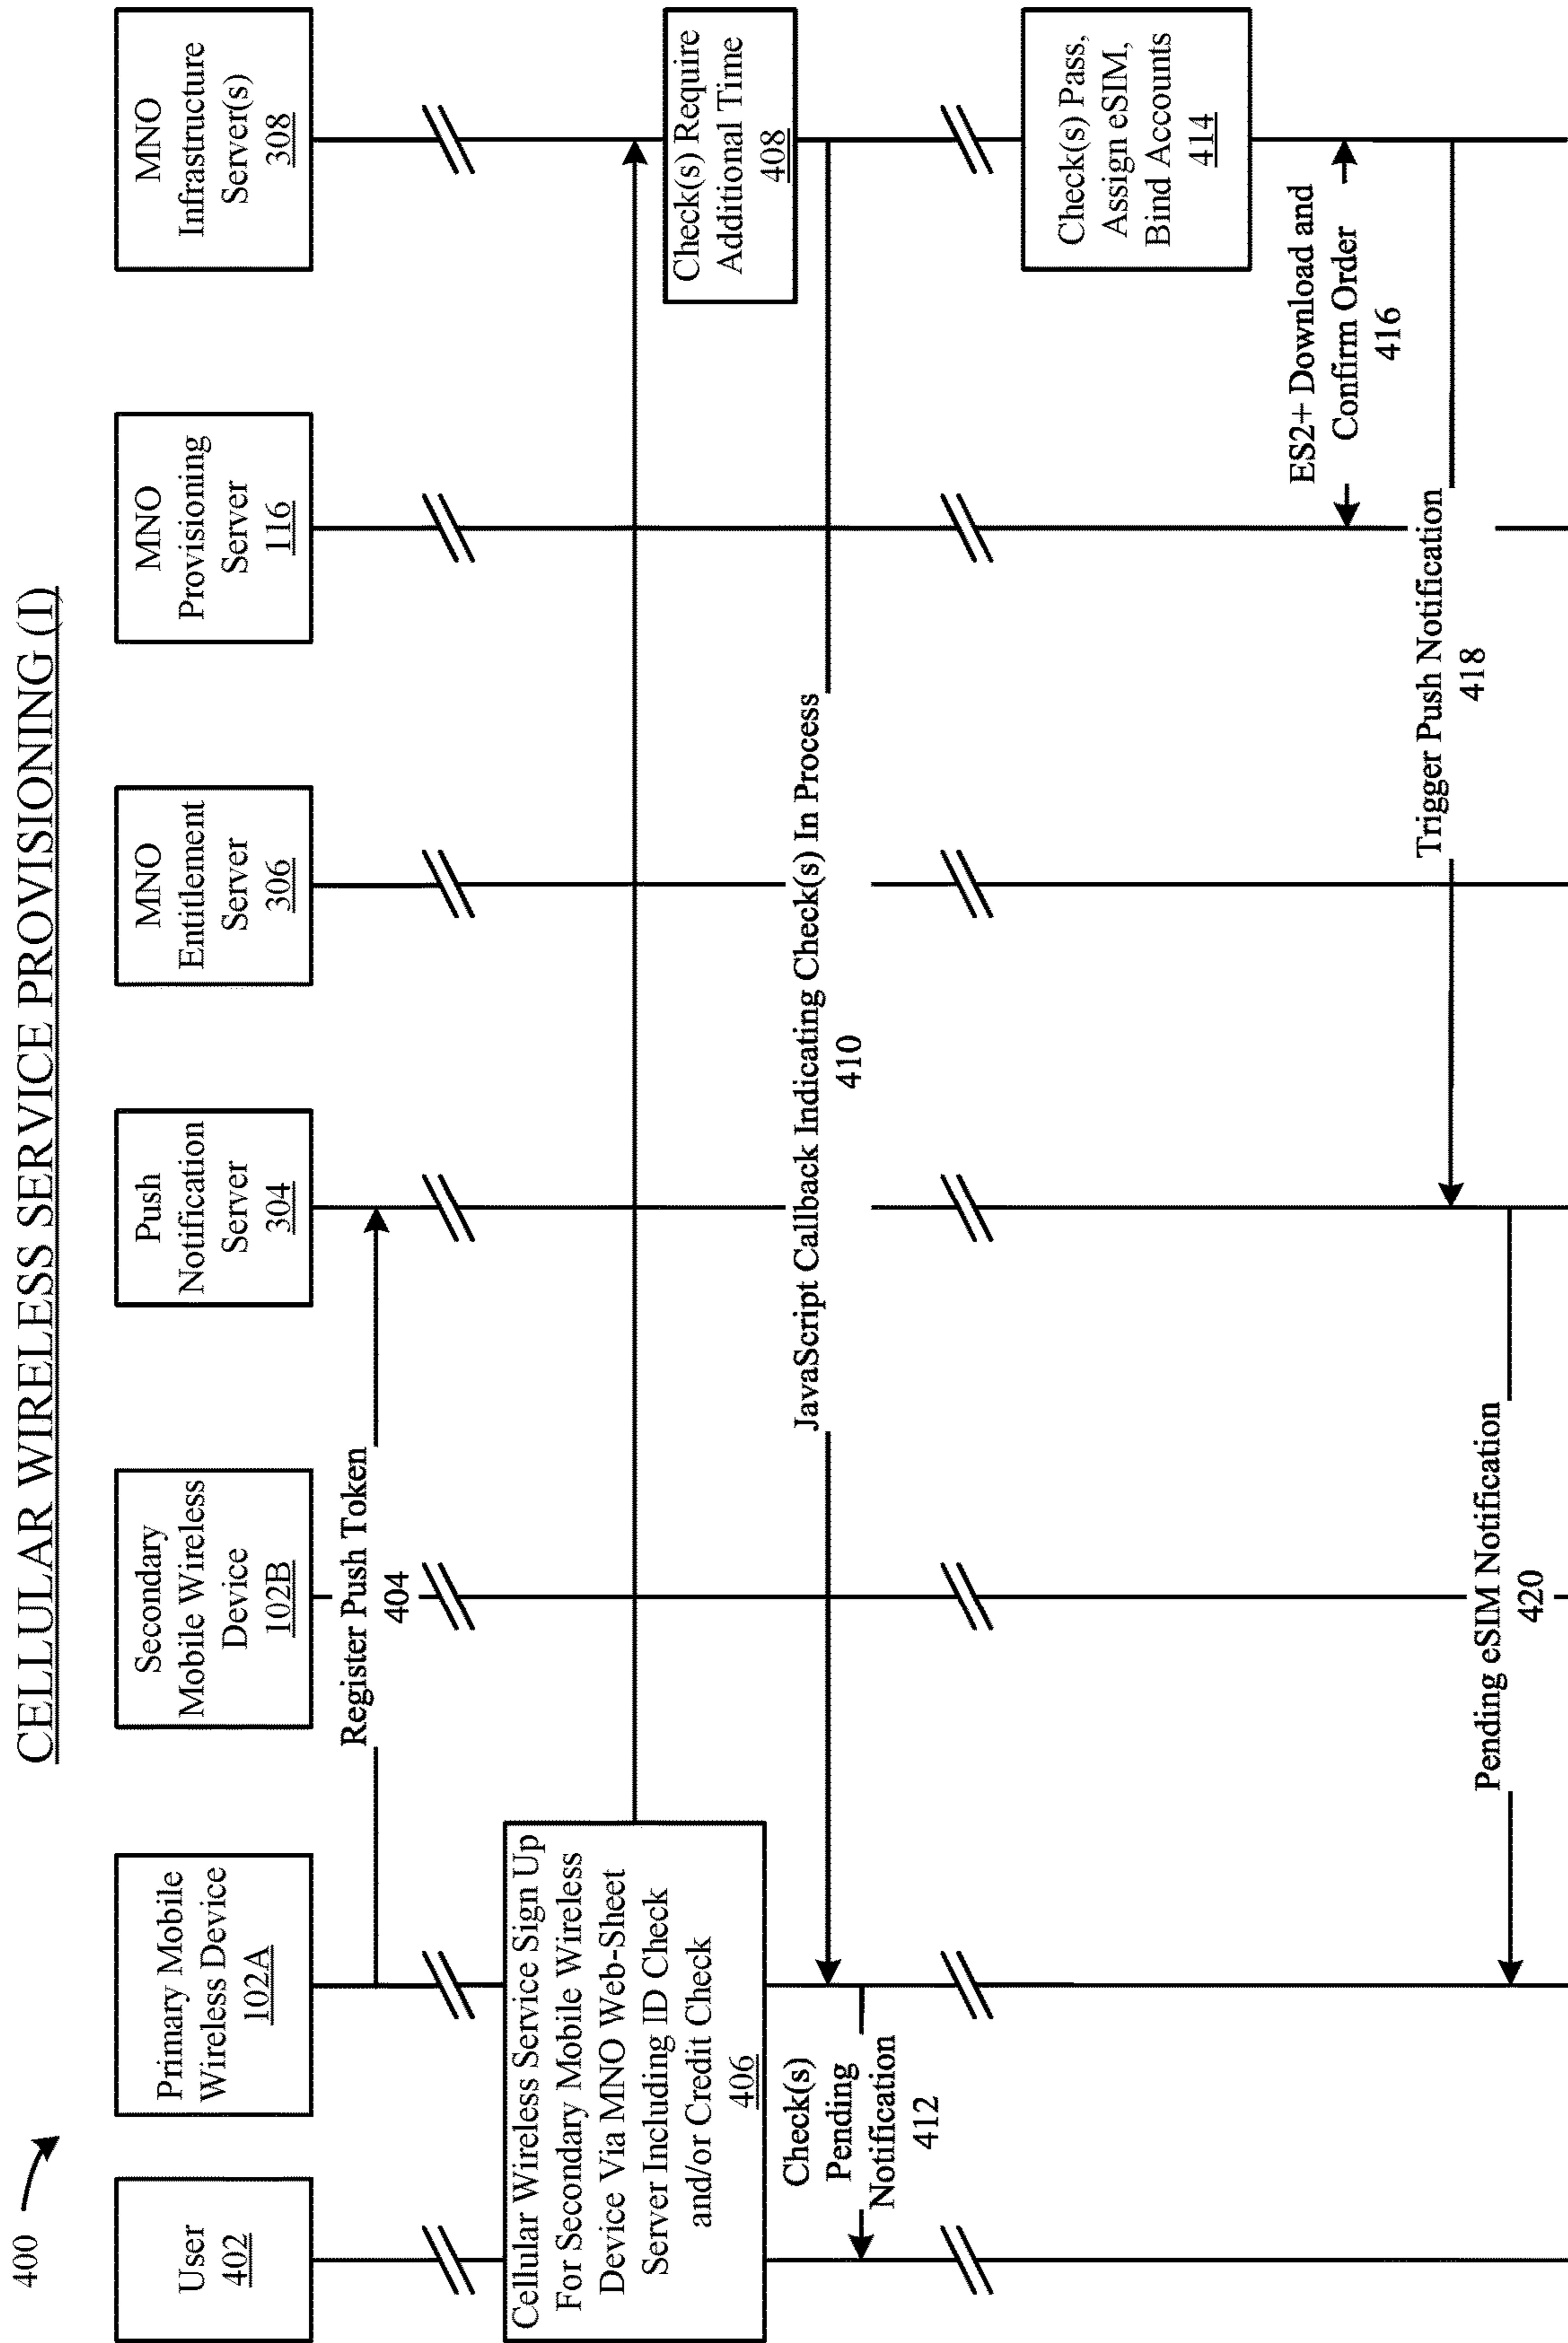 CELLULAR WIRELESS SERVICE PROVISIONING (I)
400
User
402
Primary Mobile
Wireless Device
102A
Secondary
Mobile Wireless
Device
102B
Push
Notification
Server
304
MNO
Entitlement
Server
306
MNO
Provisioning
Server
116
MNO
Infrastructure
Server(s)
308
Register Push Token
404
Cellular Wireless Service Sign Up
For Secondary Mobile Wireless
Device Via MNO Web-Sheet
Server Including ID Check
and/or Credit Check
406
Check(s) Require
Additional Time
408
JavaScript Callback Indicating Check(s) In Process
410
Check(s)
Pending
Notification
412
Check(s) Pass,
Assign eSIM,
Bind Accounts
414
ES2+ Download and
Confirm Order
416
Trigger Push Notification
418
Pending eSIM Notification
420